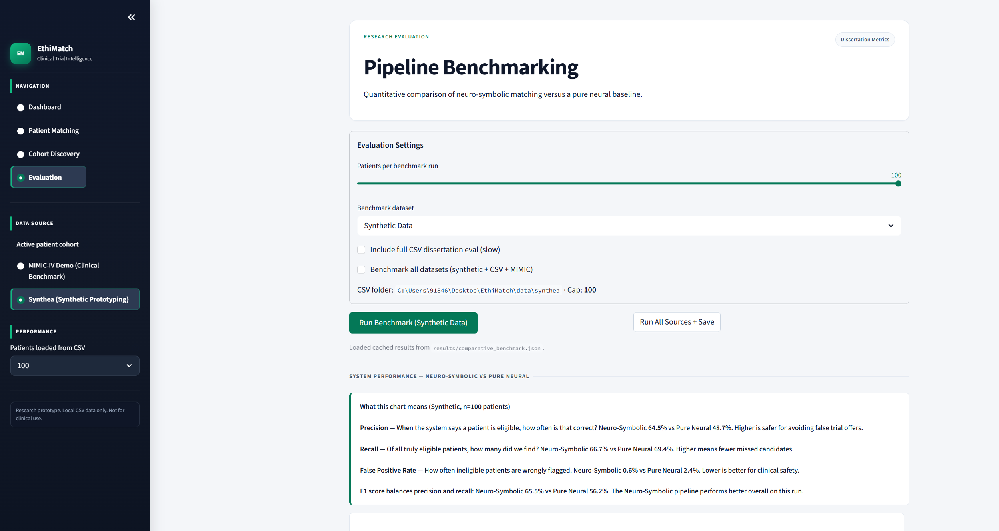 EM
EthiMatch
Clinical Trial Intelligence
NAVIGATION
Dashboard
Patient Matching
Cohort Discovery
Evaluation
DATA SOURCE
Active patient cohort
MIMIC-IV Demo (Clinical
Benchmark)
Synthea (Synthetic Prototyping)
PERFORMANCE
Patients loaded from CSV
100
Research prototype. Local CSV data only. Not for
clinical use.
RESEARCH EVALUATION
Dissertation Metrics
Pipeline Benchmarking
Quantitative comparison of neuro-symbolic matching versus a pure neural baseline.
Evaluation Settings
Patients per benchmark run
100
Benchmark dataset
Synthetic Data
Include full CSV dissertation eval (slow)
Benchmark all datasets (synthetic + CSV + MIMIC)
CSV folder: C:\Users\91846\Desktop\EthiMatch\data\synthea · Cap: 100
Run Benchmark (Synthetic Data)
Run All Sources + Save
Loaded cached results from results/comparative_benchmark.json.
SYSTEM PERFORMANCE — NEURO-SYMBOLIC VS PURE NEURAL
What this chart means (Synthetic, n=100 patients)
Precision — When the system says a patient is eligible, how often is that correct? Neuro-Symbolic 64.5% vs Pure Neural 48.7%. Higher is safer for avoiding false trial offers.
Recall — Of all truly eligible patients, how many did we find? Neuro-Symbolic 66.7% vs Pure Neural 69.4%. Higher means fewer missed candidates.
False Positive Rate — How often ineligible patients are wrongly flagged. Neuro-Symbolic 0.6% vs Pure Neural 2.4%. Lower is better for clinical safety.
F1 score balances precision and recall: Neuro-Symbolic 65.5% vs Pure Neural 56.2%. The Neuro-Symbolic pipeline performs better overall on this run.